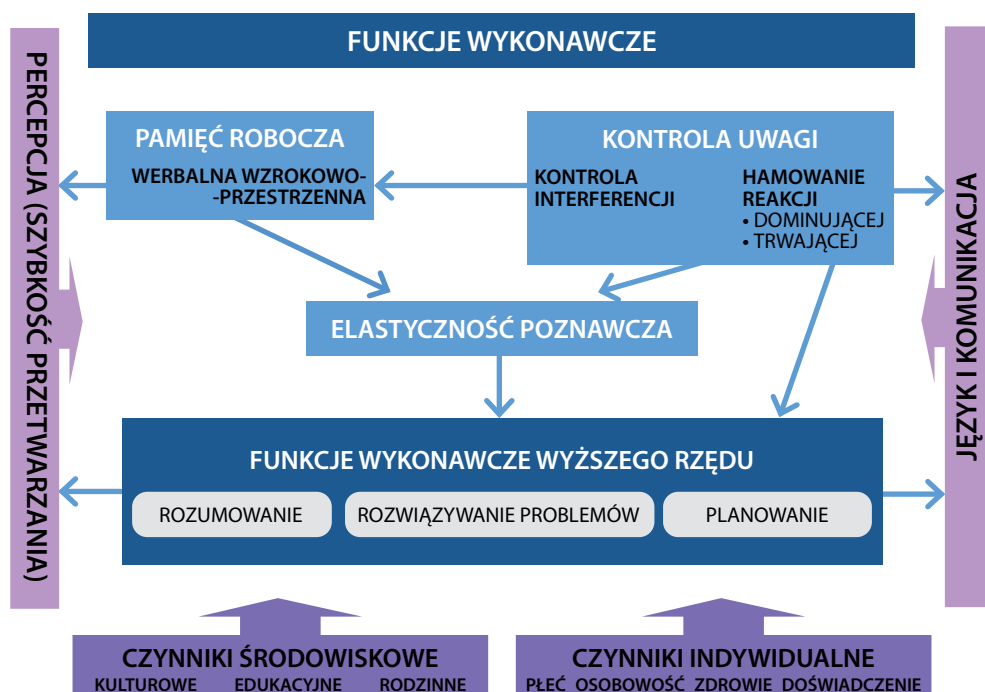 FUNKCJE WYKONAWCZE
PERCEPCJA (SZYBKOŚĆ PRZETWARZANIA)
PAMIĘĆ ROBOCZA
WERBALNA WZROKOWO-
-PRZESTRZENNA
KONTROLA UWAGI
KONTROLA
INTERFERENCJI
HAMOWANIE
REAKCJI
• DOMINUJĄCEJ
• TRWAJĄCEJ
JĘZYK I KOMUNIKACJA
ELASTYCZNOŚĆ POZNAWCZA
FUNKCJE WYKONAWCZE WYŻSZEGO RZĘDU
ROZUMOWANIE
ROZWIĄZYWANIE PROBLEMÓW
PLANOWANIE
CZYNNIKI ŚRODOWISKOWE
KULTUROWE EDUKACYJNE RODZINNE
CZYNNIKI INDYWIDUALNE
PŁEĆ OSOBOWOŚĆ ZDROWIE DOŚWIADCZENIE